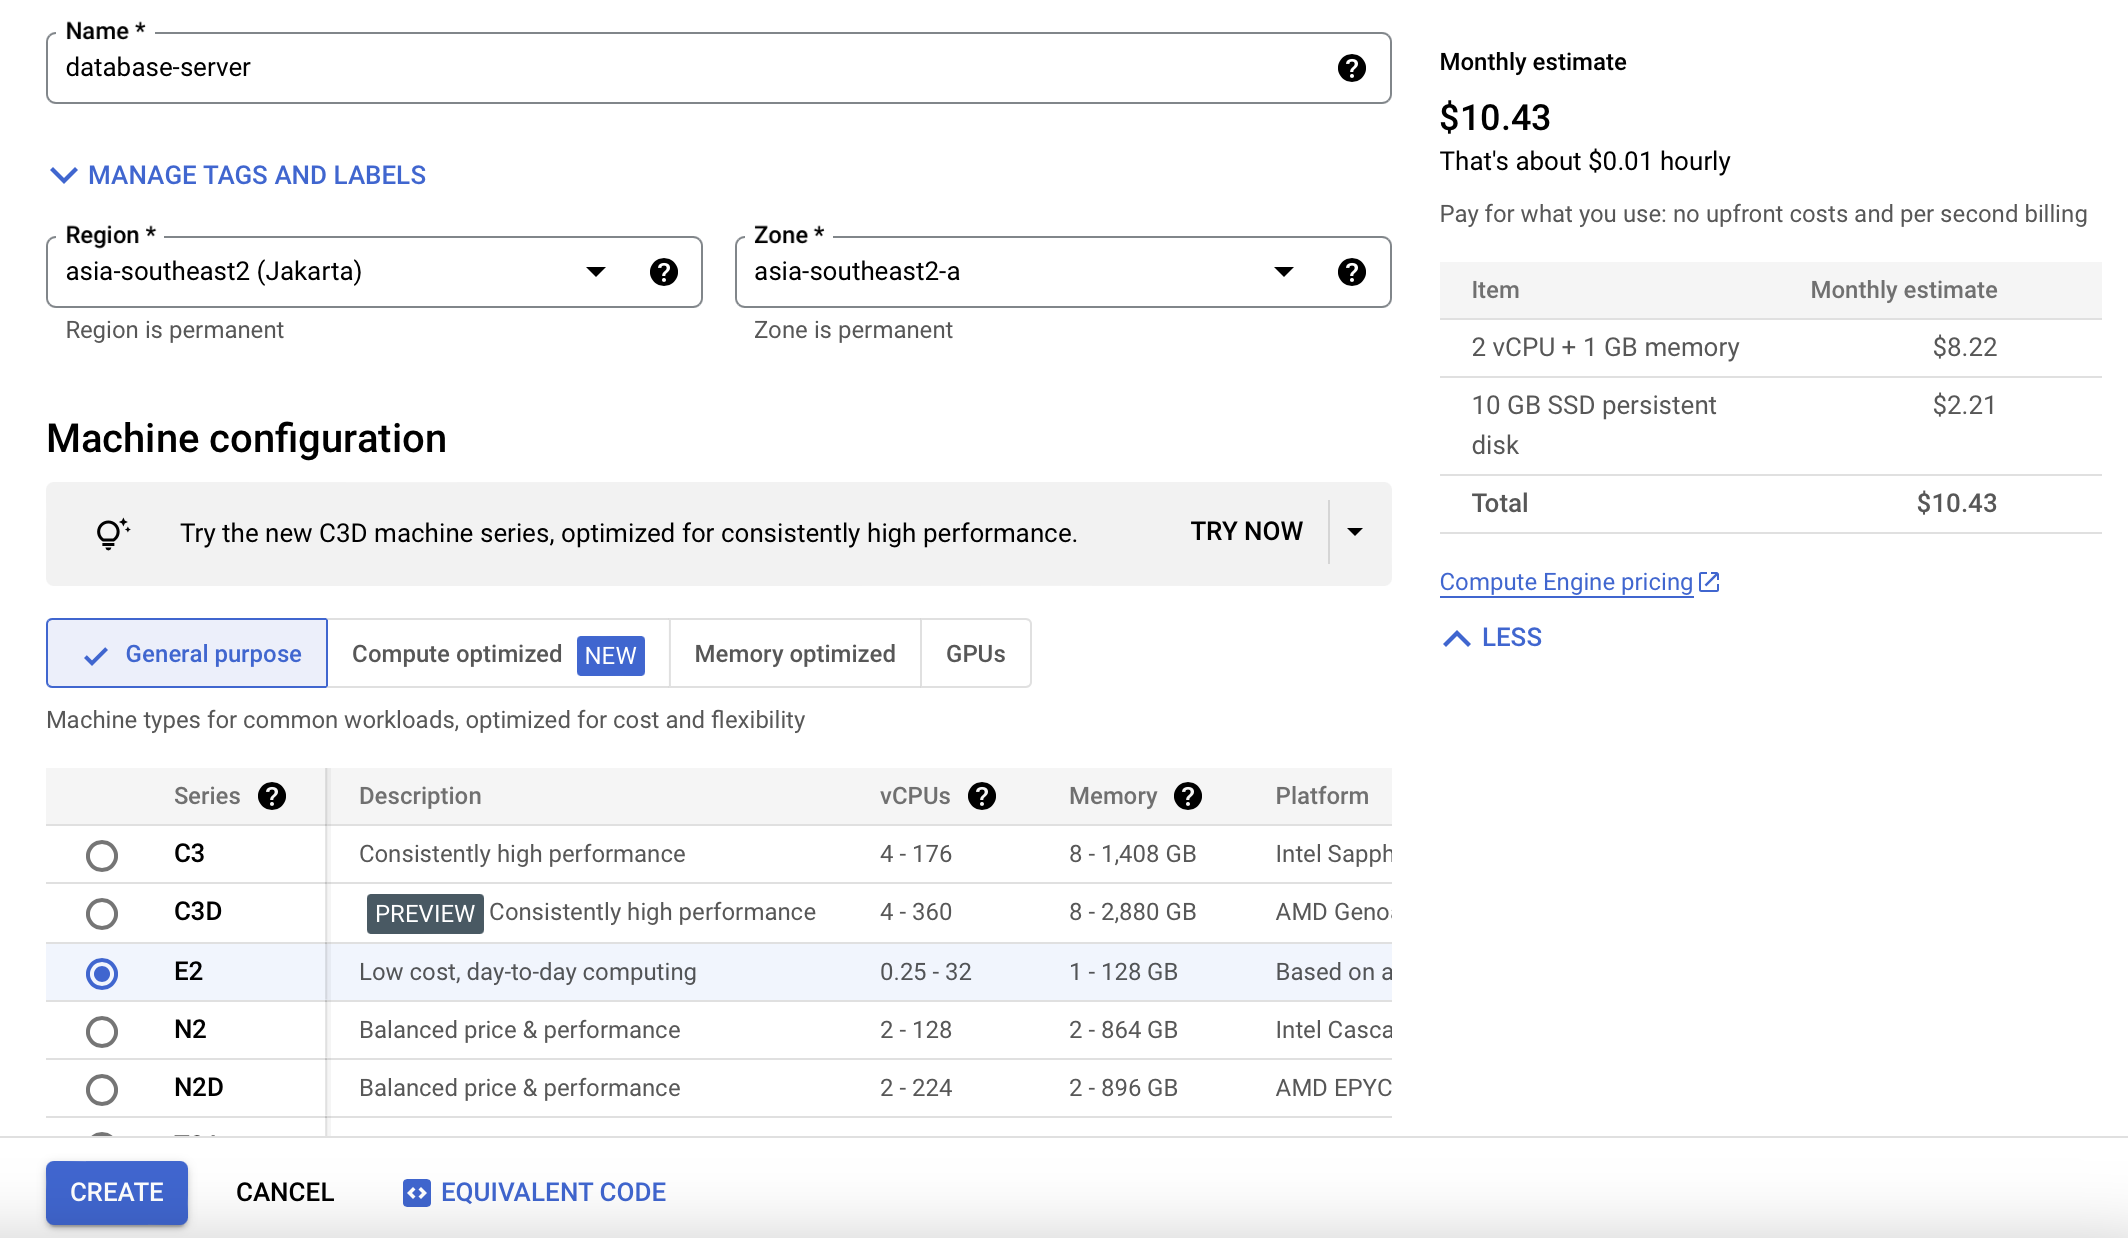 Name *
database-server
MANAGE TAGS AND LABELS
Region *
asia-southeast2 (Jakarta)
Region is permanent
Zone *
asia-southeast2-a
Zone is permanent
Machine configuration
Try the new C3D machine series, optimized for consistently high performance.
TRY NOW
General purpose
Compute optimized NEW
Memory optimized
GPUs
Machine types for common workloads, optimized for cost and flexibility
Series Description vCPUs Memory Platform
C3 Consistently high performance 4 - 176 8 - 1,408 GB Intel Sapph
C3D PREVIEW Consistently high performance 4 - 360 8 - 2,880 GB AMD Geno
E2 Low cost, day-to-day computing 0.25 - 32 1 - 128 GB Based on a
N2 Balanced price & performance 2 - 128 2 - 864 GB Intel Casca
N2D Balanced price & performance 2 - 224 2 - 896 GB AMD EPYC
CREATE
CANCEL
EQUIVALENT CODE
Monthly estimate
$10.43
That's about $0.01 hourly
Pay for what you use: no upfront costs and per second billing
Item Monthly estimate
2 vCPU + 1 GB memory $8.22
10 GB SSD persistent $2.21
disk
Total $10.43
Compute Engine pricing
LESS